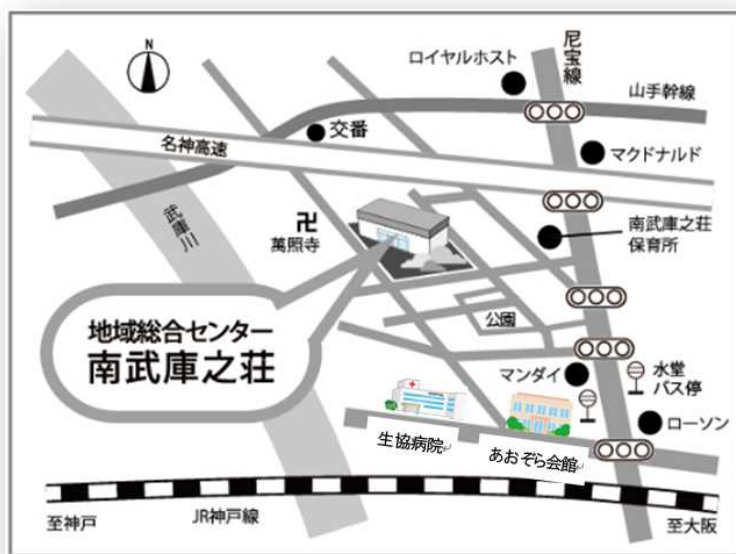 N
ロイヤルホスト
尼宝線
山手幹線
交番
名神高速
マクドナルド
武庫川
卍
萬照寺
南武庫之荘
保育所
地域総合センター
南武庫之荘
公園
マンダイ
水堂
バス停
ローソン
生協病院
あおぞら会館
至神戸
JR神戸線
至大阪